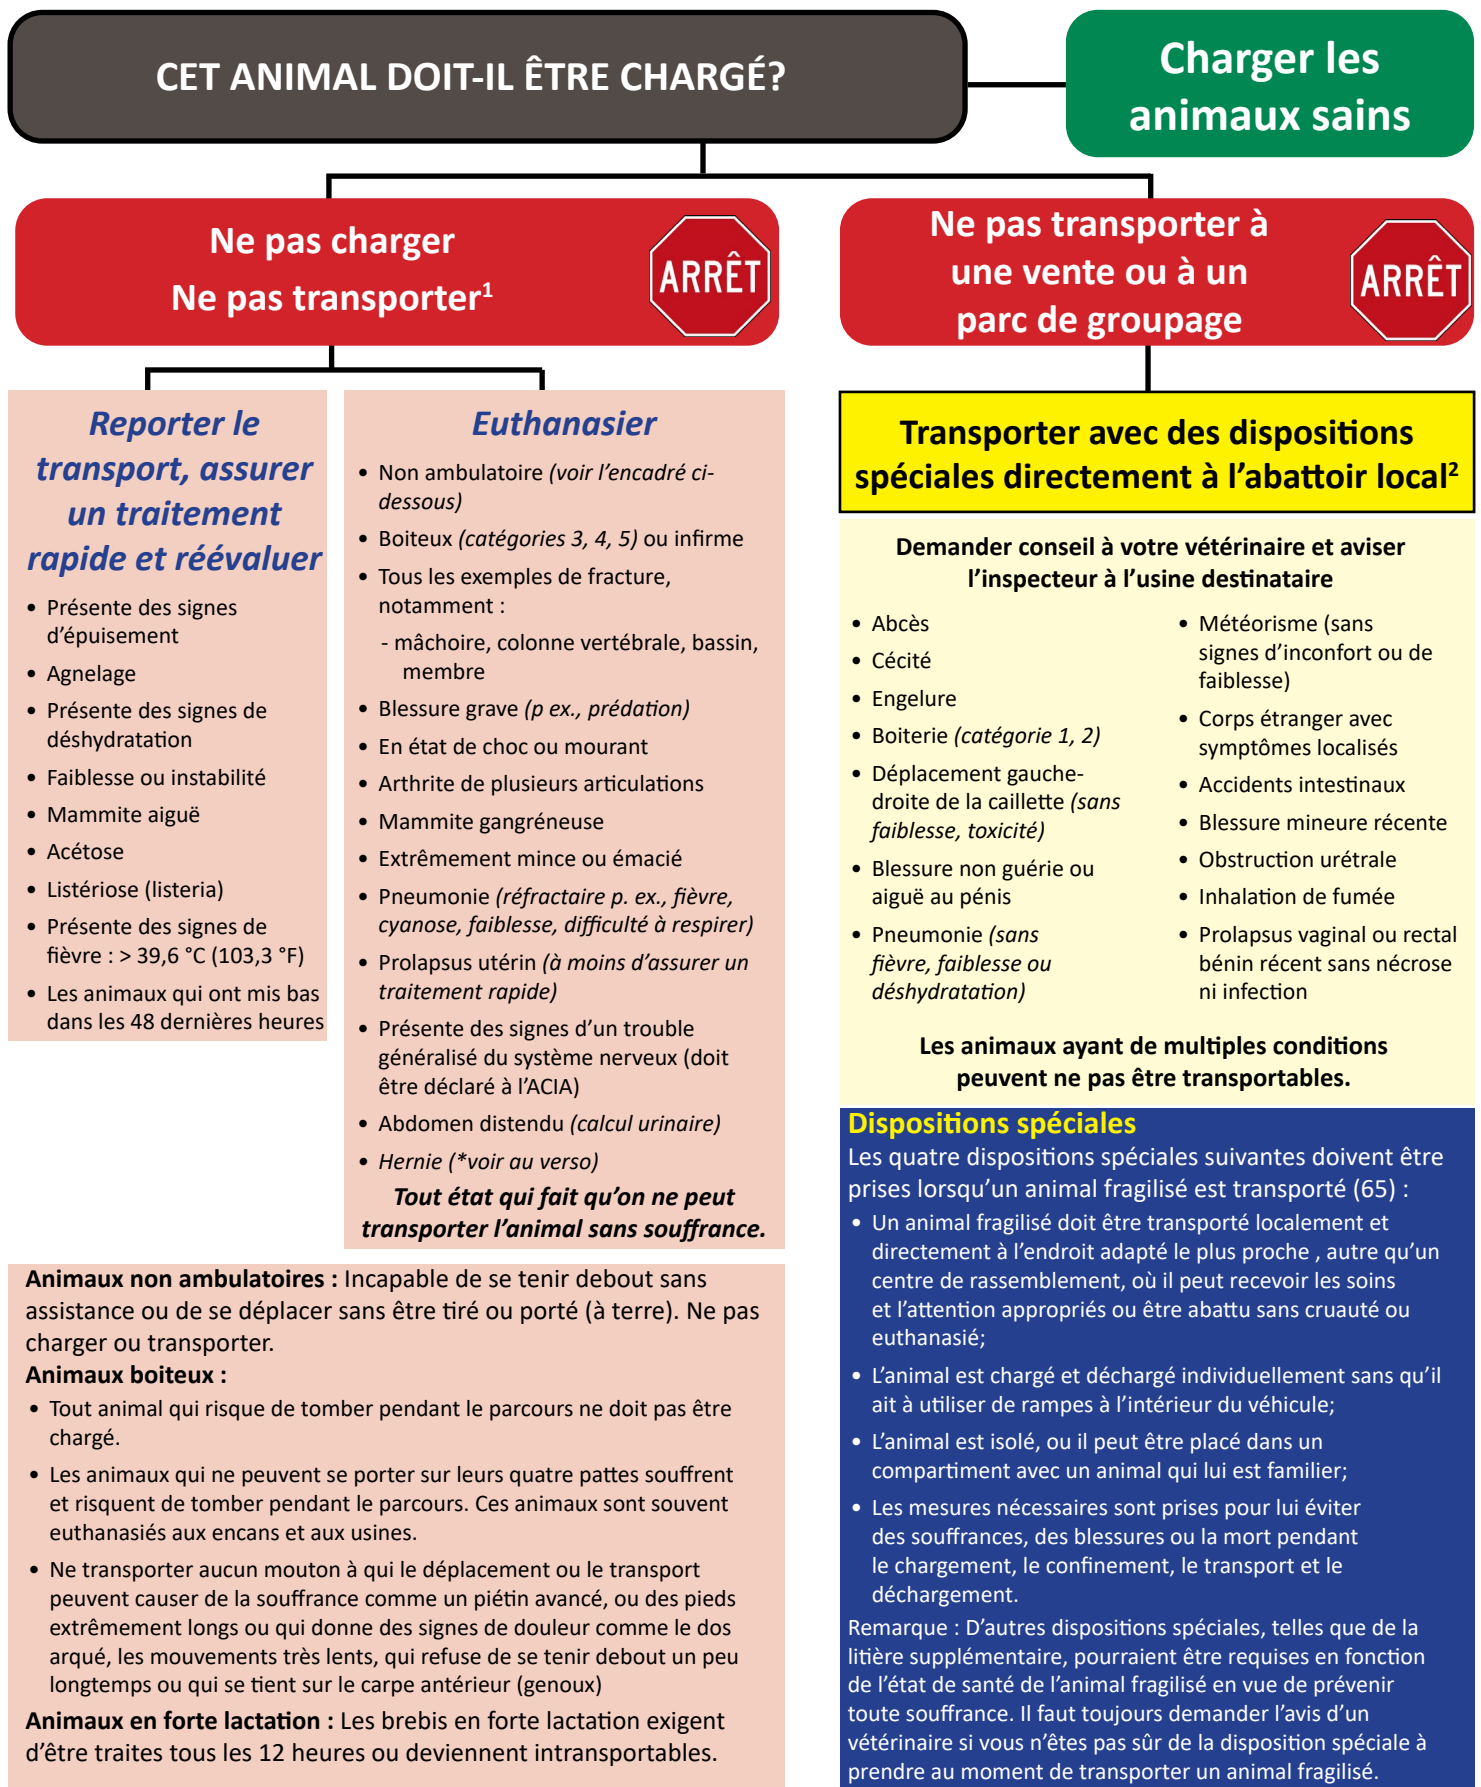 CET ANIMAL DOIT-IL ÊTRE CHARGÉ?
Charger les
animaux sains
Ne pas charger
Ne pas transporter¹
ARRÊT
Ne pas transporter à
une vente ou à un
parc de groupage
ARRÊT
Reporter le
transport, assurer
un traitement
rapide et réévaluer
• Présente des signes
d'épuisement
• Agnelage
• Présente des signes de
déshydratation
• Faiblesse ou instabilité
• Mammite aiguë
• Acétose
• Listériose (listeria)
• Présente des signes de
fièvre : > 39,6 °C (103,3 °F)
• Les animaux qui ont mis bas
dans les 48 dernières heures
Euthanasier
• Non ambulatoire (voir l'encadré ci-
dessous)
• Boiteux (catégories 3, 4, 5) ou infirme
• Tous les exemples de fracture,
notamment :
- mâchoire, colonne vertébrale, bassin,
membre
• Blessure grave (p ex., prédation)
• En état de choc ou mourant
• Arthrite de plusieurs articulations
• Mammite gangréneuse
• Extrêmement mince ou émacié
• Pneumonie (réfractaire p. ex., fièvre,
cyanose, faiblesse, difficulté à respirer)
• Prolapsus utérin (à moins d'assurer un
traitement rapide)
• Présente des signes d'un trouble
généralisé du système nerveux (doit
être déclaré à l'ACIA)
• Abdomen distendu (calcul urinaire)
• Hernie (*voir au verso)
Tout état qui fait qu'on ne peut
transporter l'animal sans souffrance.
Animaux non ambulatoires : Incapable de se tenir debout sans
assistance ou de se déplacer sans être tiré ou porté (à terre). Ne pas
charger ou transporter.
Animaux boiteux :
• Tout animal qui risque de tomber pendant le parcours ne doit pas être
chargé.
• Les animaux qui ne peuvent se porter sur leurs quatre pattes souffrent
et risquent de tomber pendant le parcours. Ces animaux sont souvent
euthanasiés aux encans et aux usines.
• Ne transporter aucun mouton à qui le déplacement ou le transport
peuvent causer de la souffrance comme un piétin avancé, ou des pieds
extrêmement longs ou qui donne des signes de douleur comme le dos
arqué, les mouvements très lents, qui refuse de se tenir debout un peu
longtemps ou qui se tient sur le carpe antérieur (genoux)
Animaux en forte lactation : Les brebis en forte lactation exigent
d'être traites tous les 12 heures ou deviennent intransportables.
Transporter avec des dispositions
spéciales directement à l'abattoir local²
Demander conseil à votre vétérinaire et aviser
l'inspecteur à l'usine destinataire
• Abcès
• Cécité
• Engelure
• Boiterie (catégorie 1, 2)
• Déplacement gauche-
droite de la caillette (sans
faiblesse, toxicité)
• Blessure non guérie ou
aiguë au pénis
• Pneumonie (sans
fièvre, faiblesse ou
déshydratation)
• Météorisme (sans
signes d'inconfort ou de
faiblesse)
• Corps étranger avec
symptômes localisés
• Accidents intestinaux
• Blessure mineure récente
• Obstruction urétrale
• Inhalation de fumée
• Prolapsus vaginal ou rectal
bénin récent sans nécrose
ni infection
Les animaux ayant de multiples conditions
peuvent ne pas être transportables.
Dispositions spéciales
Les quatre dispositions spéciales suivantes doivent être
prises lorsqu'un animal fragilisé est transporté (65) :
• Un animal fragilisé doit être transporté localement et
directement à l'endroit adapté le plus proche , autre qu'un
centre de rassemblement, où il peut recevoir les soins
et l'attention appropriés ou être abattu sans cruauté ou
euthanasié;
• L'animal est chargé et déchargé individuellement sans qu'il
ait à utiliser de rampes à l'intérieur du véhicule;
• L'animal est isolé, ou il peut être placé dans un
compartiment avec un animal qui lui est familier;
• Les mesures nécessaires sont prises pour lui éviter
des souffrances, des blessures ou la mort pendant
le chargement, le confinement, le transport et le
déchargement.
Remarque : D'autres dispositions spéciales, telles que de la
litière supplémentaire, pourraient être requises en fonction
de l'état de santé de l'animal fragilisé en vue de prévenir
toute souffrance. Il faut toujours demander l'avis d'un
vétérinaire si vous n'êtes pas sûr de la disposition spéciale à
prendre au moment de transporter un animal fragilisé.